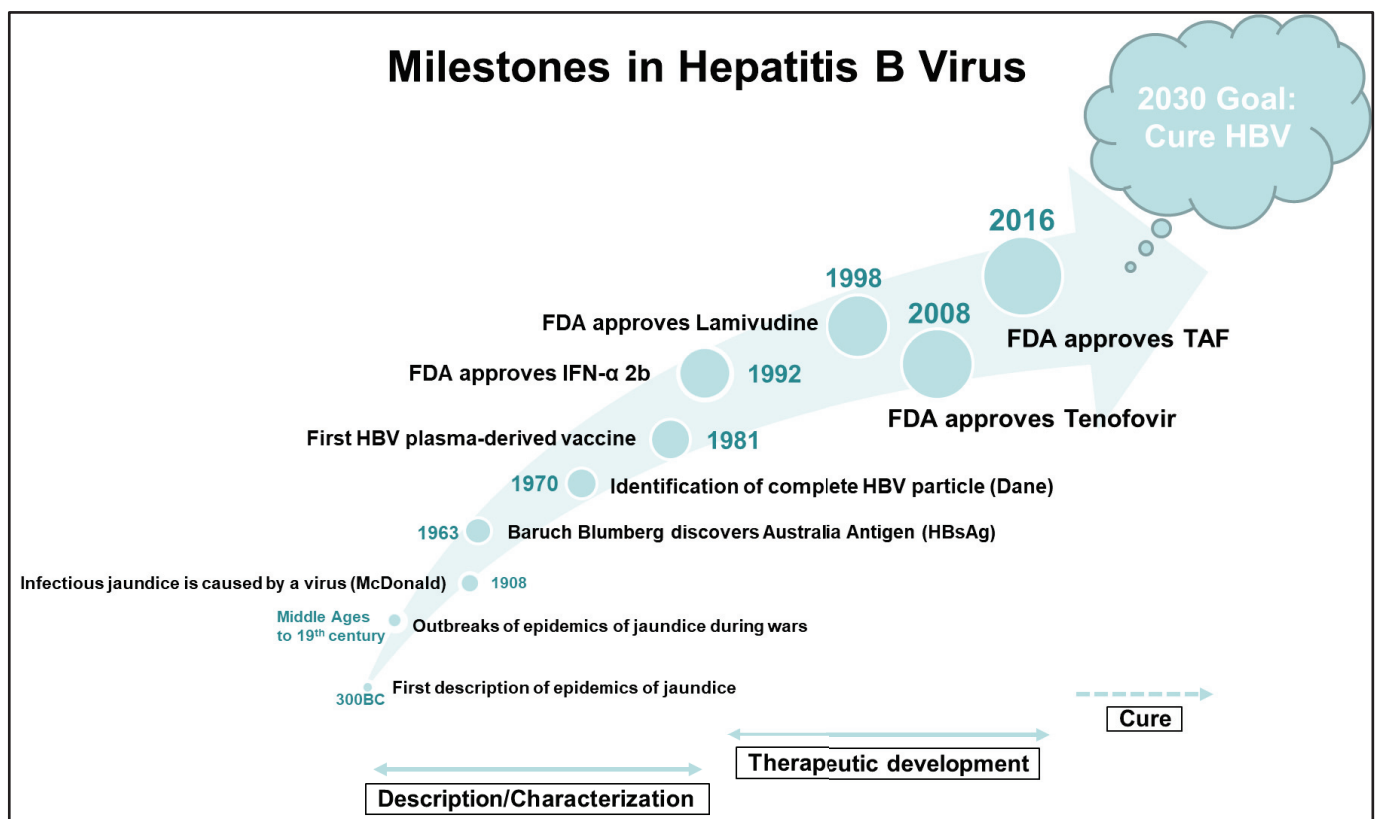 Milestones in Hepatitis B Virus
2030 Goal:
Cure HBV
2016
FDA approves TAF
1998
FDA approves Lamivudine
2008
FDA approves Tenofovir
FDA approves IFN-α 2b
1992
First HBV plasma-derived vaccine
1981
1970
Identification of complete HBV particle (Dane)
1963
Baruch Blumberg discovers Australia Antigen (HBsAg)
Infectious jaundice is caused by a virus (McDonald)
1908
Middle Ages
to 19th century
Outbreaks of epidemics of jaundice during wars
300BC
First description of epidemics of jaundice
Cure
Therapeutic development
Description/Characterization